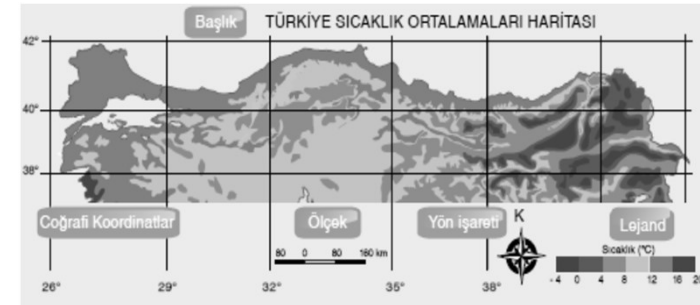 Başlık TÜRKİYE SICAKLIK ORTALAMALARI HARİTASI
42°
40°
38°
Coğrafi Koordinatlar Ölçek Yön işareti K Lejand
Sıcaklık (°C)
80 0 80 160 km
-4 0 4 8 12 16 20
26° 29° 32° 35° 38°